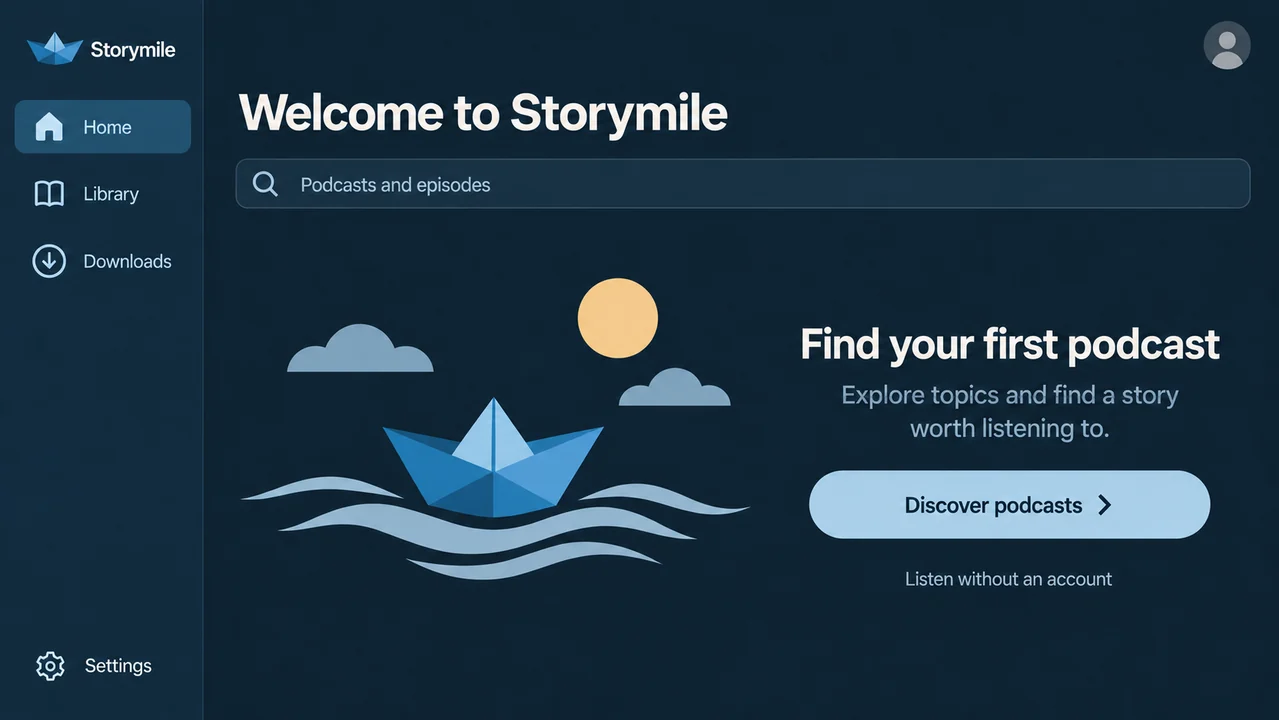 Storymile
Home
Library
Downloads
Settings
Welcome to Storymile
Podcasts and episodes
Find your first podcast
Explore topics and find a story
worth listening to.
Discover podcasts
Listen without an account